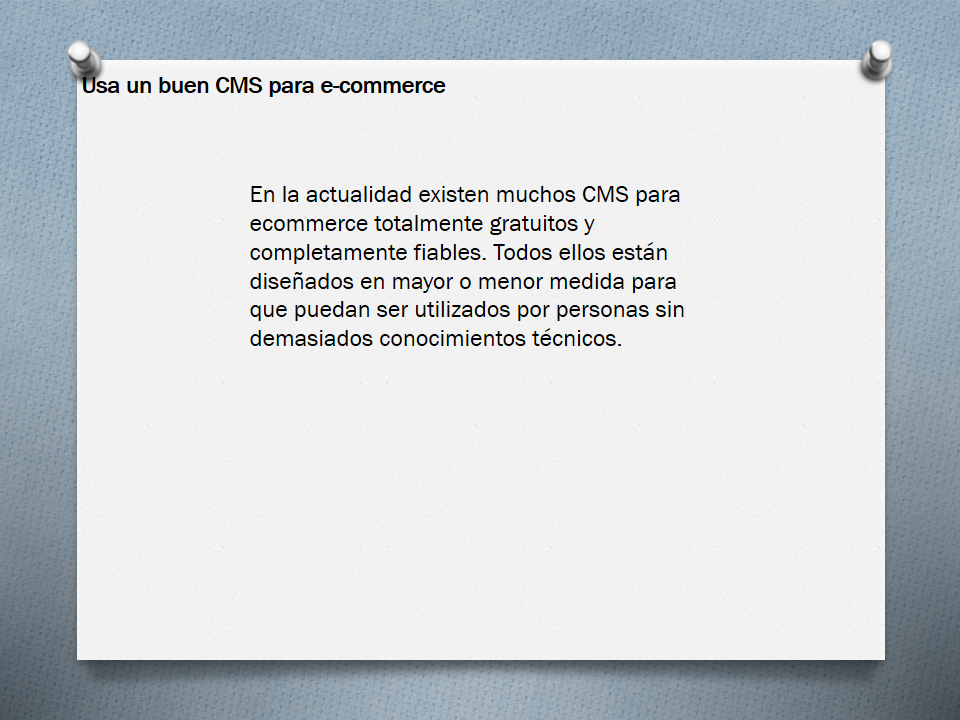 Usa un buen CMS para e-commerce
En la actualidad existen muchos CMS para
ecommerce totalmente gratuitos y
completamente fiables. Todos ellos están
diseñados en mayor o menor medida para
que puedan ser utilizados por personas sin
demasiados conocimientos técnicos.